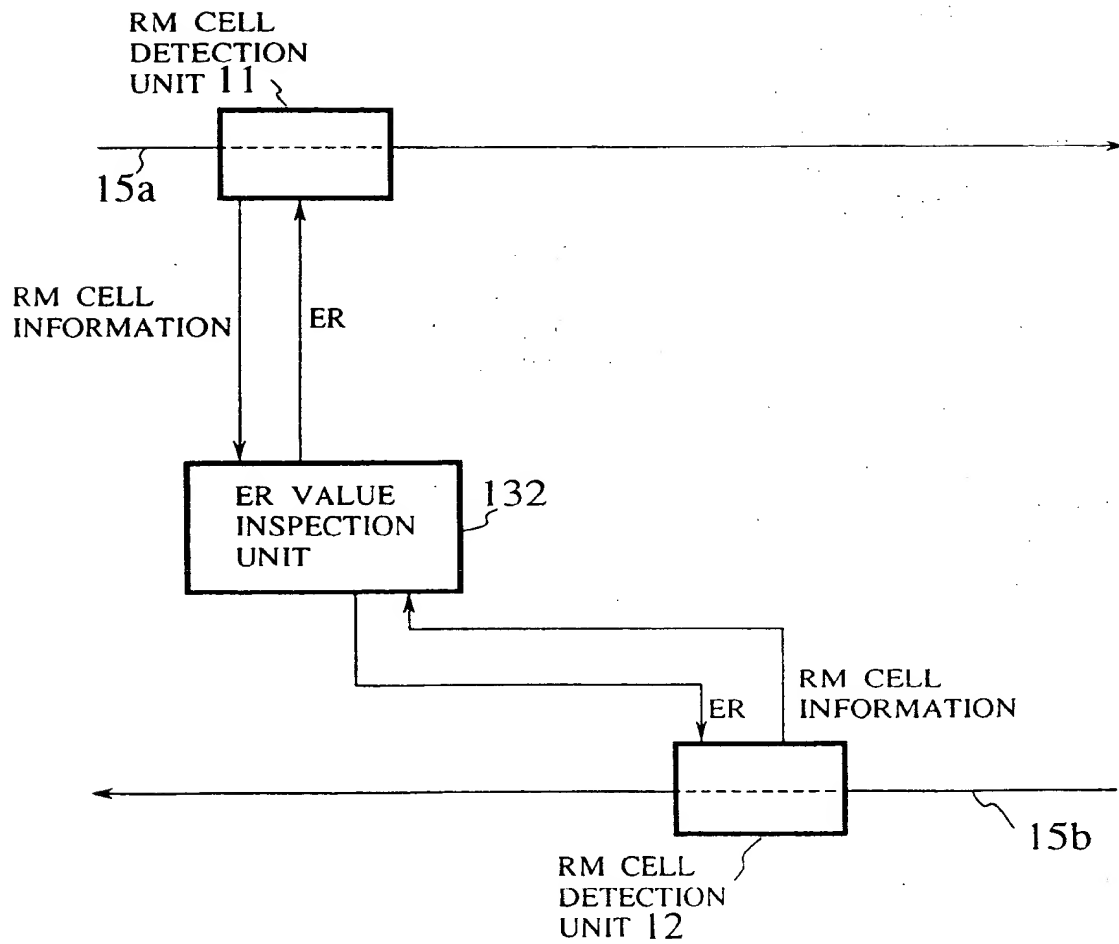 RM CELL
DETECTION
UNIT 11
15a
RM CELL
INFORMATION
ER
ER VALUE
INSPECTION
UNIT
132
ER
RM CELL
INFORMATION
15b
RM CELL
DETECTION
UNIT 12